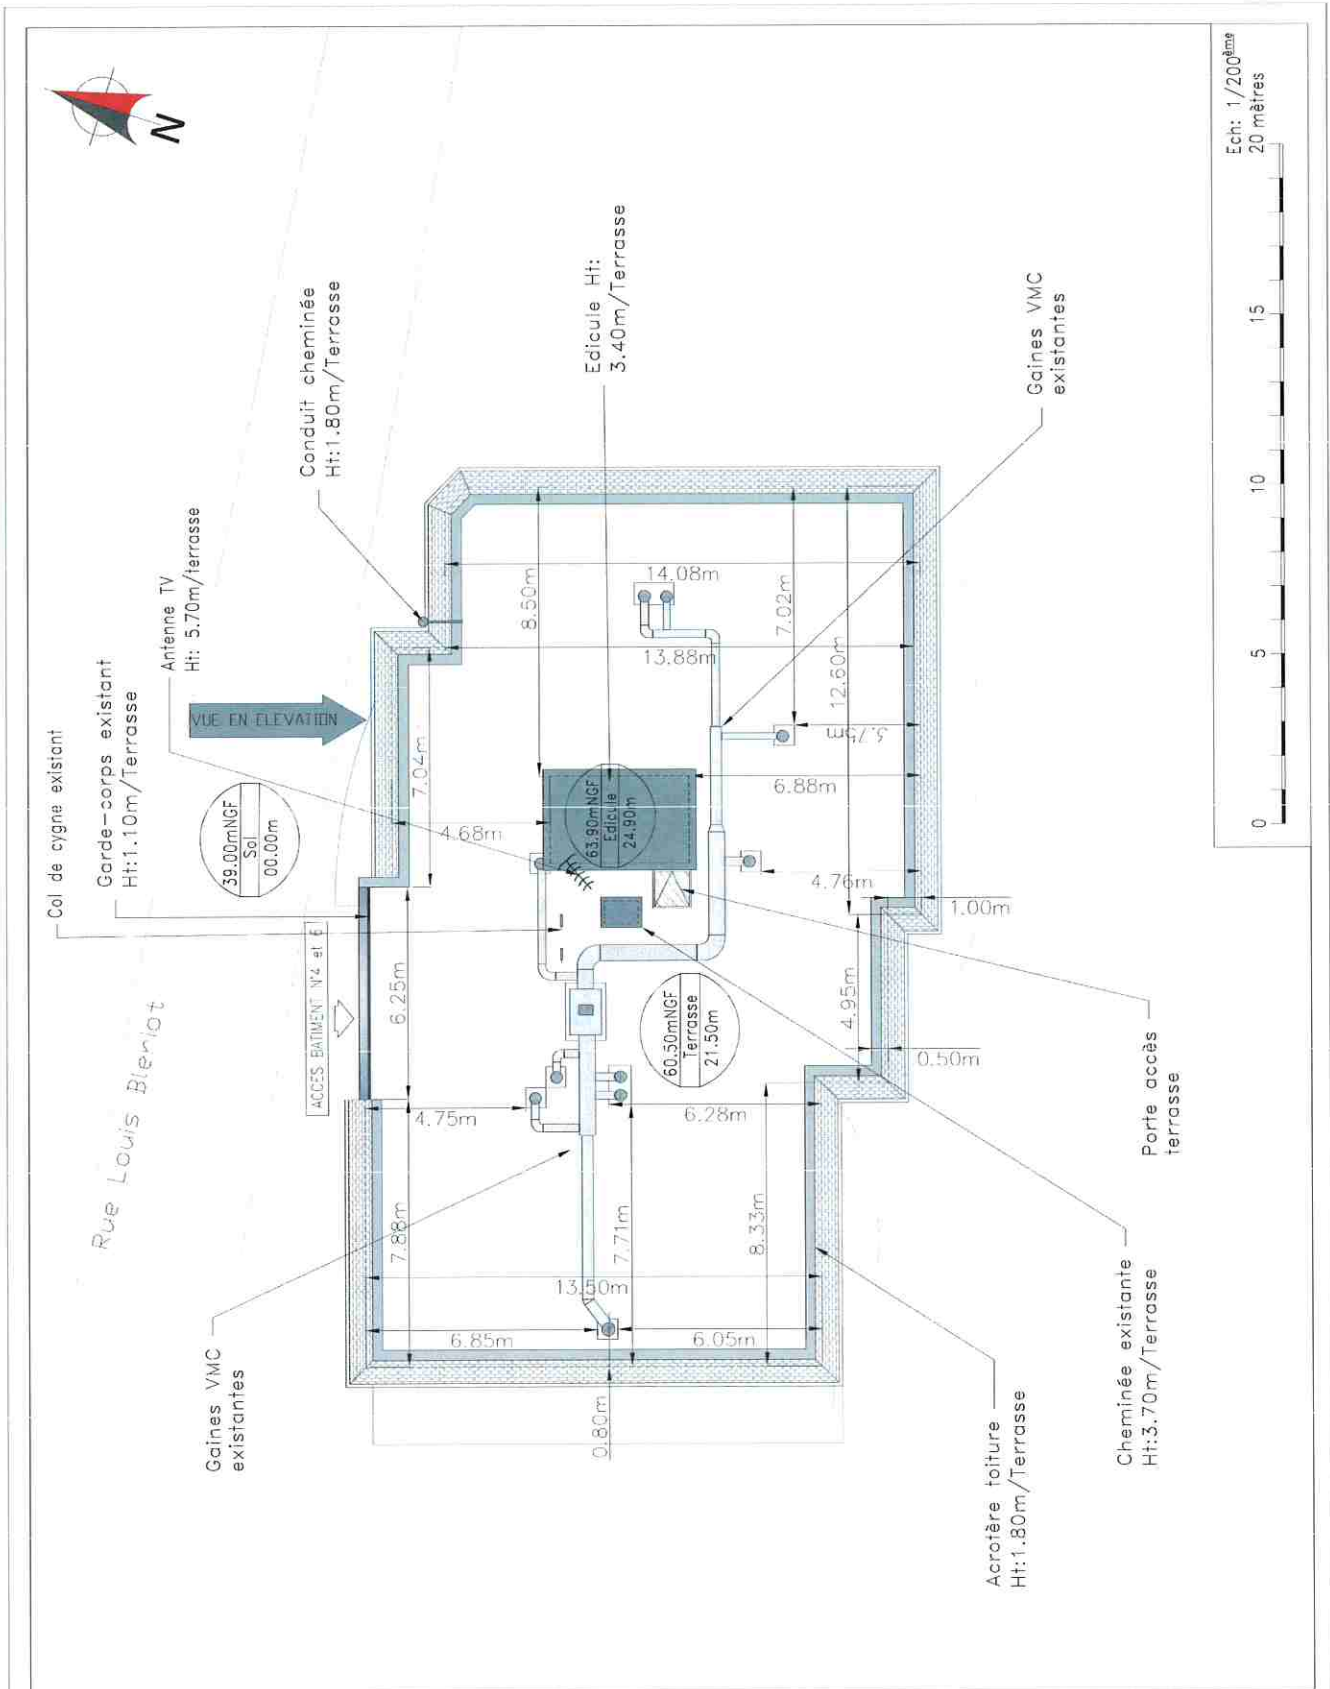 N
Ech: 1/200ème
20 mètres
0
5
10
15
Col de cygne existant
Garde-corps existant
Ht:1.10m/Terrasse
Antenne TV
Ht: 5.70m/terrasse
Conduit cheminée
Ht:1.80m/Terrasse
Edicule Ht:
3.40m/Terrasse
Gaines VMC
existantes
VUE EN ELEVATION
39.00mNGF
Sol
00.00m
ACCES BATIMENT N°4 et 6
Rue Louis Bleriot
63.90mNGF
Edicule
24.90m
60.50mNGF
Terrasse
21.50m
8.50m
14.08m
13.88m
7.02m
12.60m
3.75m
6.88m
7.04m
4.68m
4.76m
1.00m
6.25m
4.95m
0.50m
4.75m
6.28m
7.88m
7.71m
8.33m
13.50m
6.85m
6.05m
0.80m
Gaines VMC
existantes
Porte accès
terrasse
Cheminée existante
Ht:3.70m/Terrasse
Acrotère toiture
Ht:1.80m/Terrasse